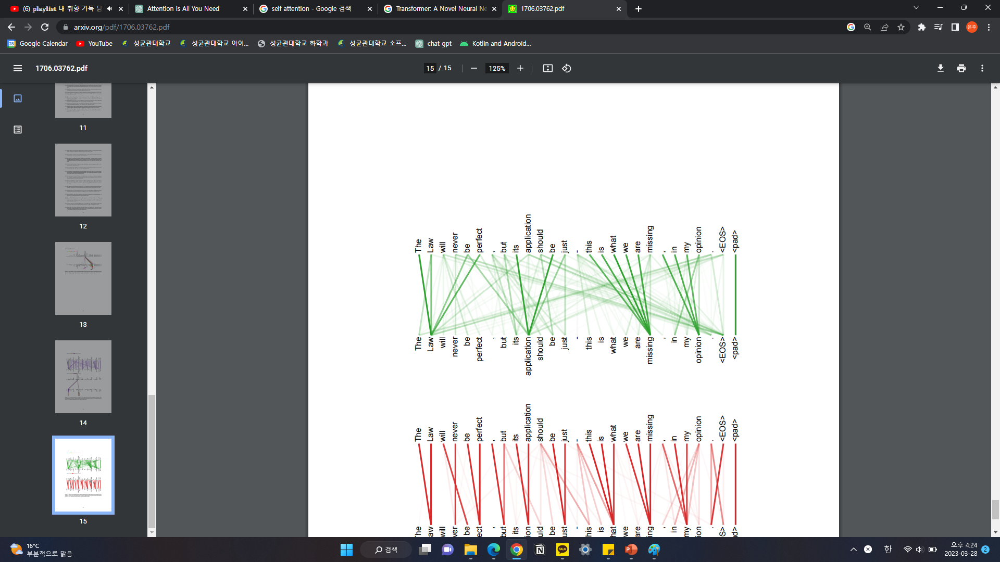 (6) playlist 내 취향 가득 담
Attention is All You Need
self attention - Google 검색
Transformer: A Novel Neural Ne
1706.03762.pdf
arxiv.org/pdf/1706.03762.pdf
은주
28 Google Calendar
YouTube
성균관대학교
성균관대학교 아이...
성균관대학교 화학과
성균관대학교 소프...
chat gpt
Kotlin and Android...
1706.03762.pdf
15 / 15
125%
11
12
13
14
15
The Law will never be perfect , but its application should be just - this is what we are missing , in my opinion . <EOS> <pad>
The Law will never be perfect , but its application should be just - this is what we are missing , in my opinion . <EOS> <pad>
The Law will never be perfect , but its application should be just - this is what we are missing , in my opinion . <EOS> <pad>
he aw will ver be ect , but its ion uld be ust - his is hat we are ing , in my ion . S> ad>
16°C
부분적으로 맑음
검색
TALK
한
오후 4:24
2023-03-28
2